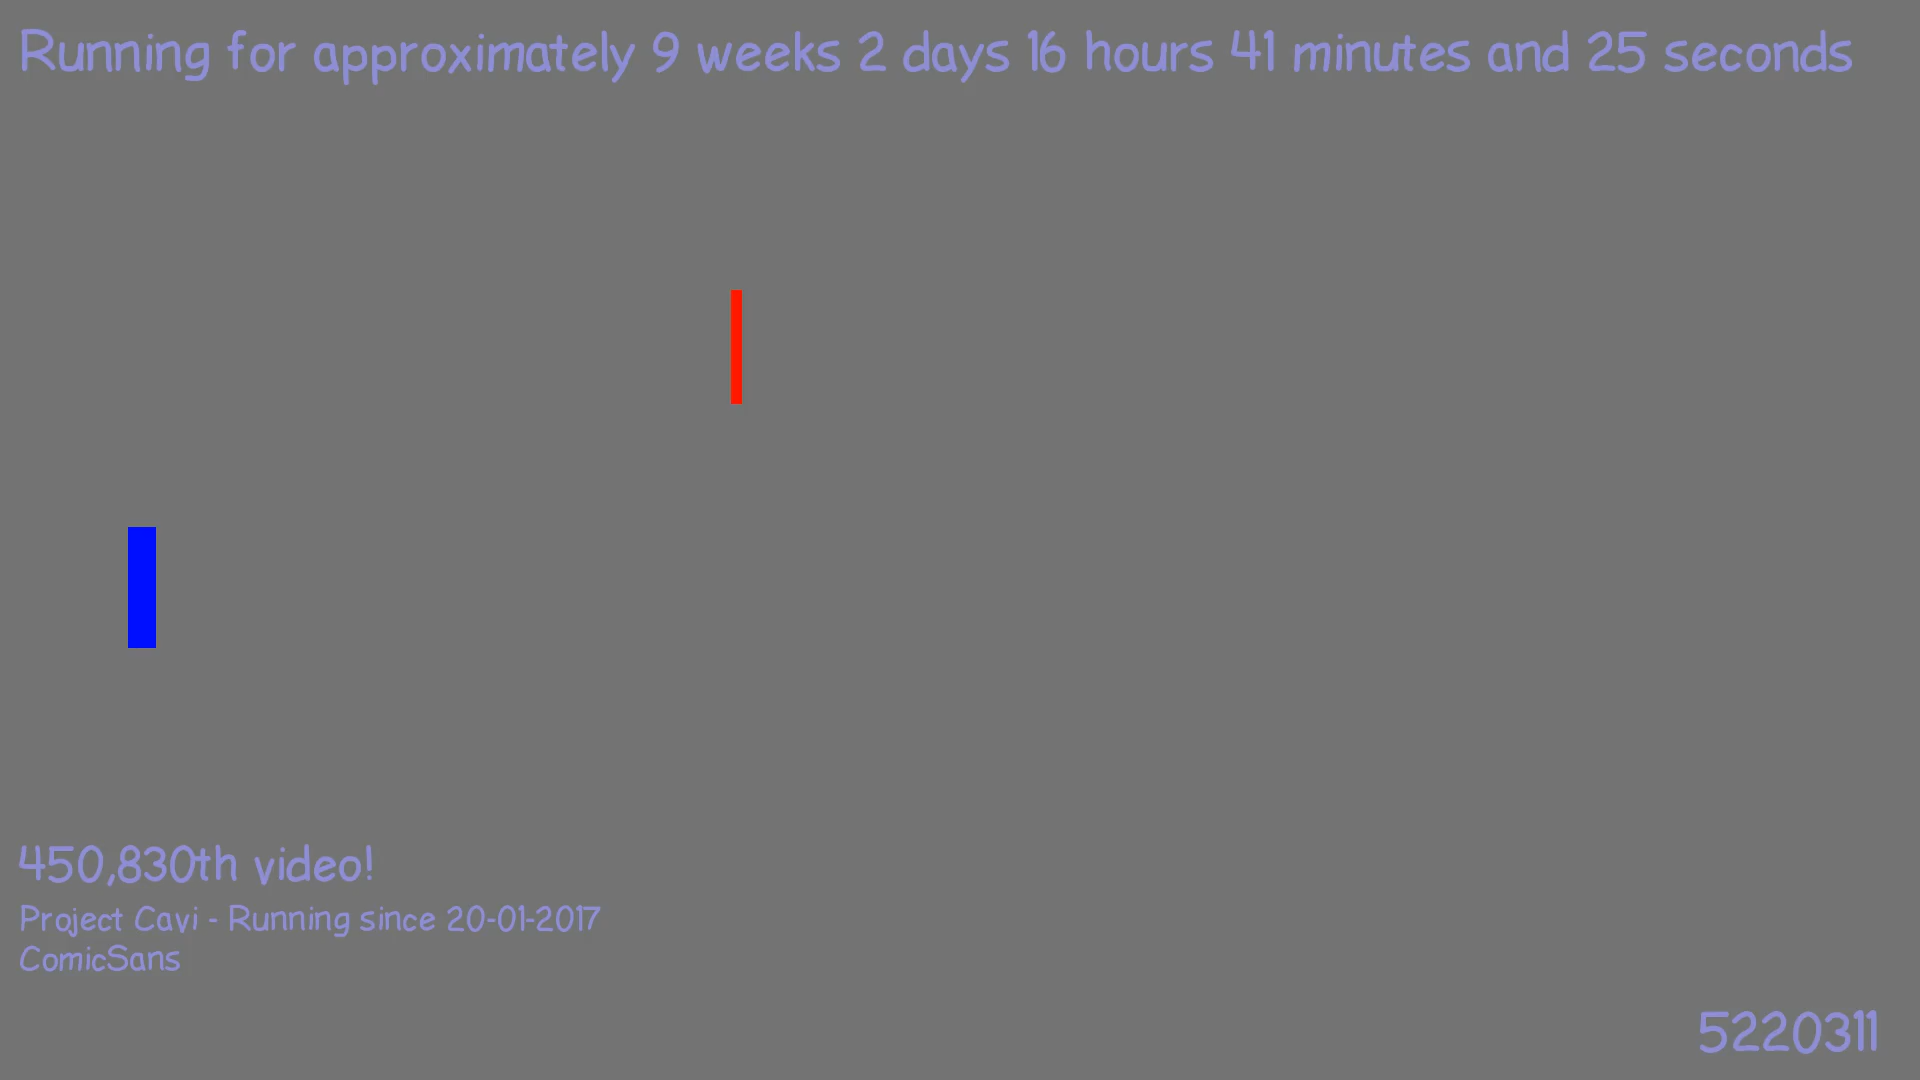 Running for approximately 9 weeks 2 days 16 hours 41 minutes and 25 seconds
450,830th video!
Project Cavi - Running since 20-01-2017
ComicSans
5220311